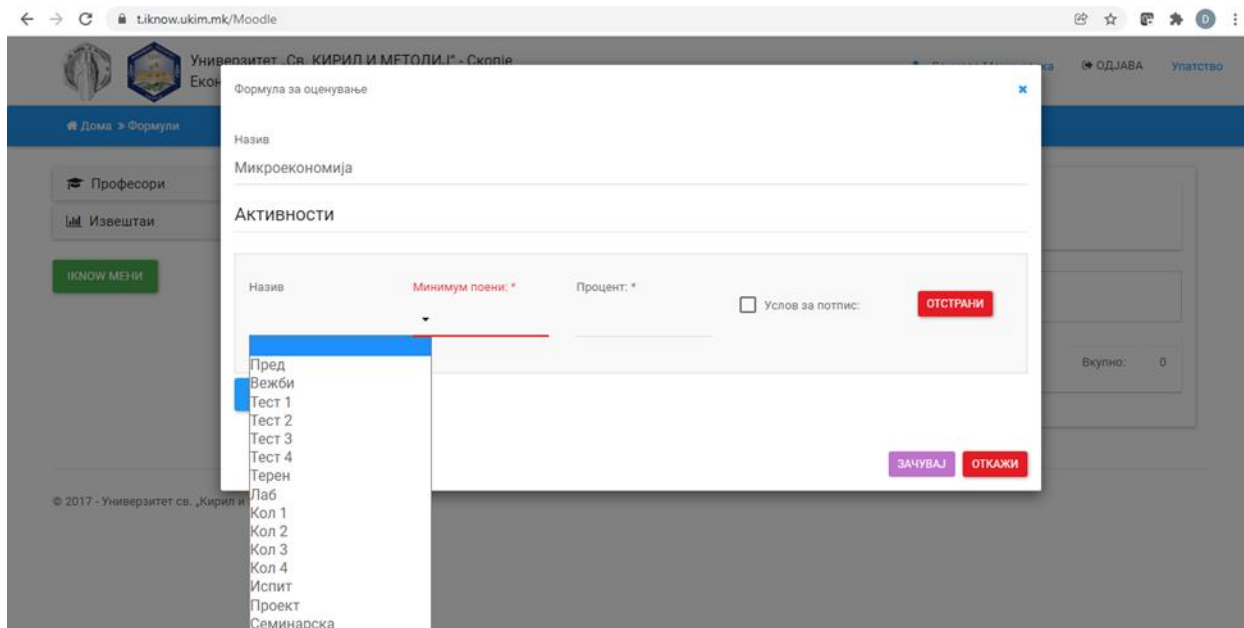 t.iknow.ukim.mk/Moodle
D
Универзитет „Св. КИРИЛ И МЕТОДИЈ" - Скопје
Екон
ОДЈАВА
Упатство
Дома » Формули
Формула за оценување
Назив
Микроекономија
Професори
Извештаи
Активности
IKNOW МЕНИ
Назив
Минимум поени: *
Процент: *
Услов за потпис:
ОТСТРАНИ
Вкупно: 0
Пред
Вежби
Тест 1
Тест 2
Тест 3
Тест 4
Терен
Лаб
Кол 1
Кол 2
Кол 3
Кол 4
Испит
Проект
Семинарска
ЗАЧУВАЈ
ОТКАЖИ
© 2017 - Универзитет св. „Кирил и